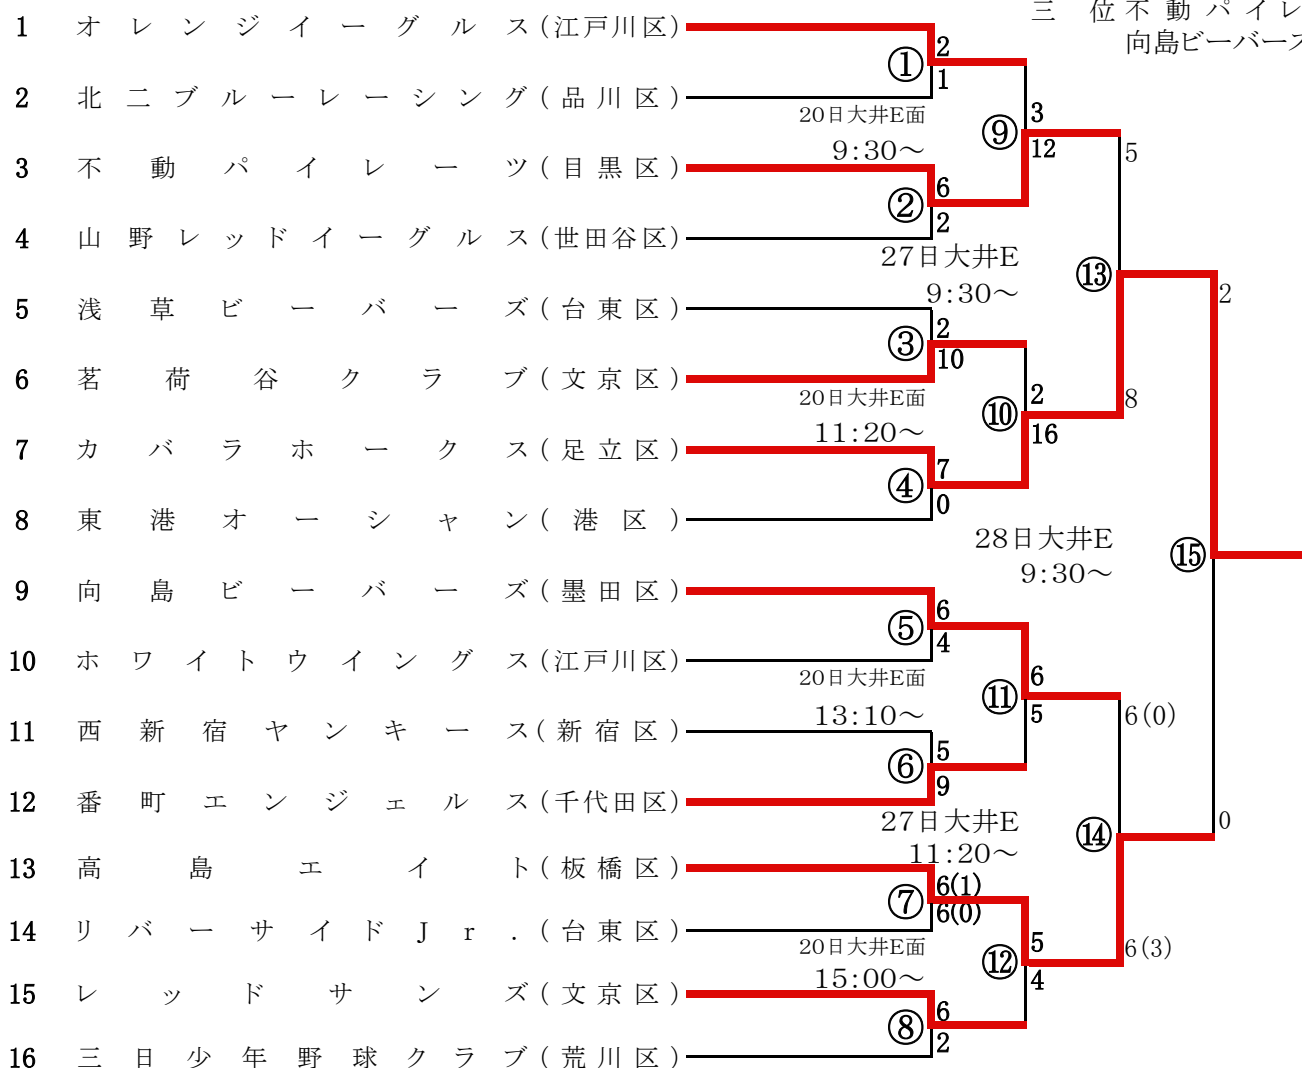 三 位 不 動 パ イ レ
向島ビーバー
1 オレンジイーグルス(江戸川区)
2
1
①
2 北二ブルーレーシング(品川区)
20日大井E面
9:30～
3
12
⑨
3 不動パイレーツ(目黒区)
6
2
②
4 山野レッドイーグルス(世田谷区)
27日大井E
9:30～
5
8
⑬
5 浅草ビーバーズ(台東区)
2
10
③
6 茗荷谷クラブ(文京区)
20日大井E面
11:20～
2
16
⑩
7 カバラホークス(足立区)
7
0
④
8 東港オーシャン(港区)
28日大井E
9:30～
2
0
⑮
9 向島ビーバーズ(墨田区)
6
4
⑤
10 ホワイトウイングス(江戸川区)
20日大井E面
13:10～
6
5
⑪
11 西新宿ヤンキース(新宿区)
5
9
⑥
12 番町エンジェルス(千代田区)
27日大井E
11:20～
6(0)
6(3)
⑭
13 高島エイト(板橋区)
6(1)
6(0)
⑦
14 リバーサイドJr.(台東区)
20日大井E面
15:00～
5
4
⑫
15 レッドサンズ(文京区)
6
2
⑧
16 三日少年野球クラブ(荒川区)